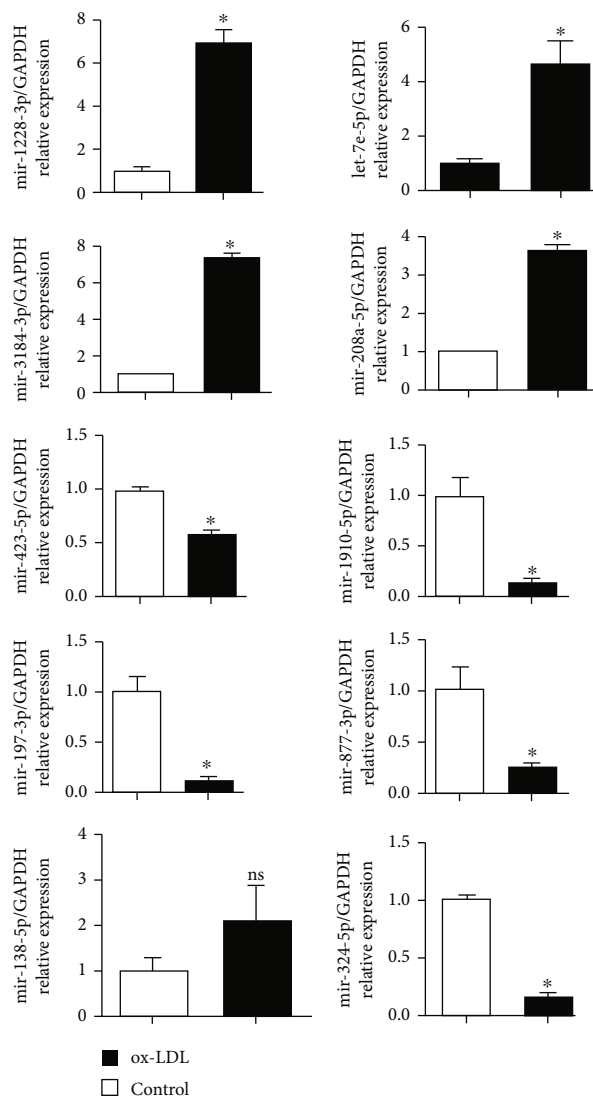 mir-1228-3p/GAPDH
relative expression
8
6
4
2
0
*
let-7e-5p/GAPDH
relative expression
6
4
2
0
*
mir-3184-3p/GAPDH
relative expression
8
6
4
2
0
*
mir-208a-5p/GAPDH
relative expression
4
3
2
1
0
*
mir-423-5p/GAPDH
relative expression
1.5
1.0
0.5
0.0
*
mir-1910-5p/GAPDH
relative expression
1.5
1.0
0.5
0.0
*
mir-197-3p/GAPDH
relative expression
1.5
1.0
0.5
0.0
*
mir-877-3p/GAPDH
relative expression
1.5
1.0
0.5
0.0
*
mir-138-5p/GAPDH
relative expression
4
3
2
1
0
ns
mir-324-5p/GAPDH
relative expression
1.5
1.0
0.5
0.0
*
ox-LDL
Control